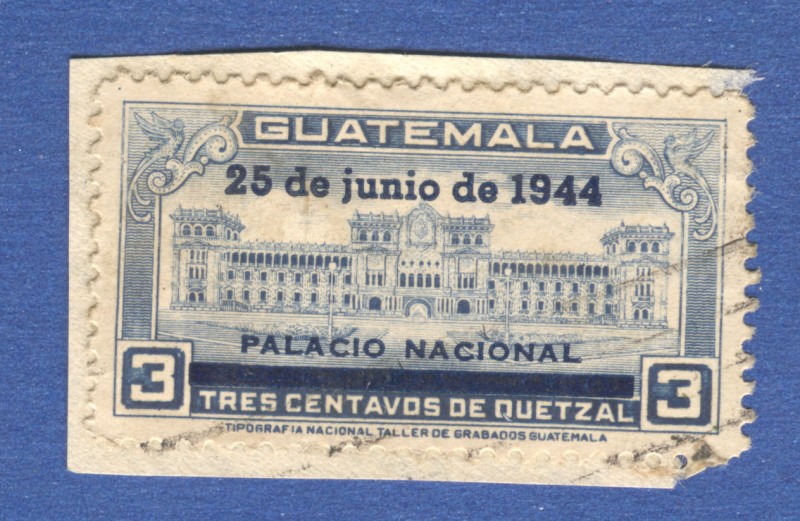 GUATEMALA
25 de junio de 1944
PALACIO NACIONAL
3 3
TRES CENTAVOS DE QUETZAL
TIPOGRAFIA NACIONAL TALLER DE GRABADOS GUATEMALA